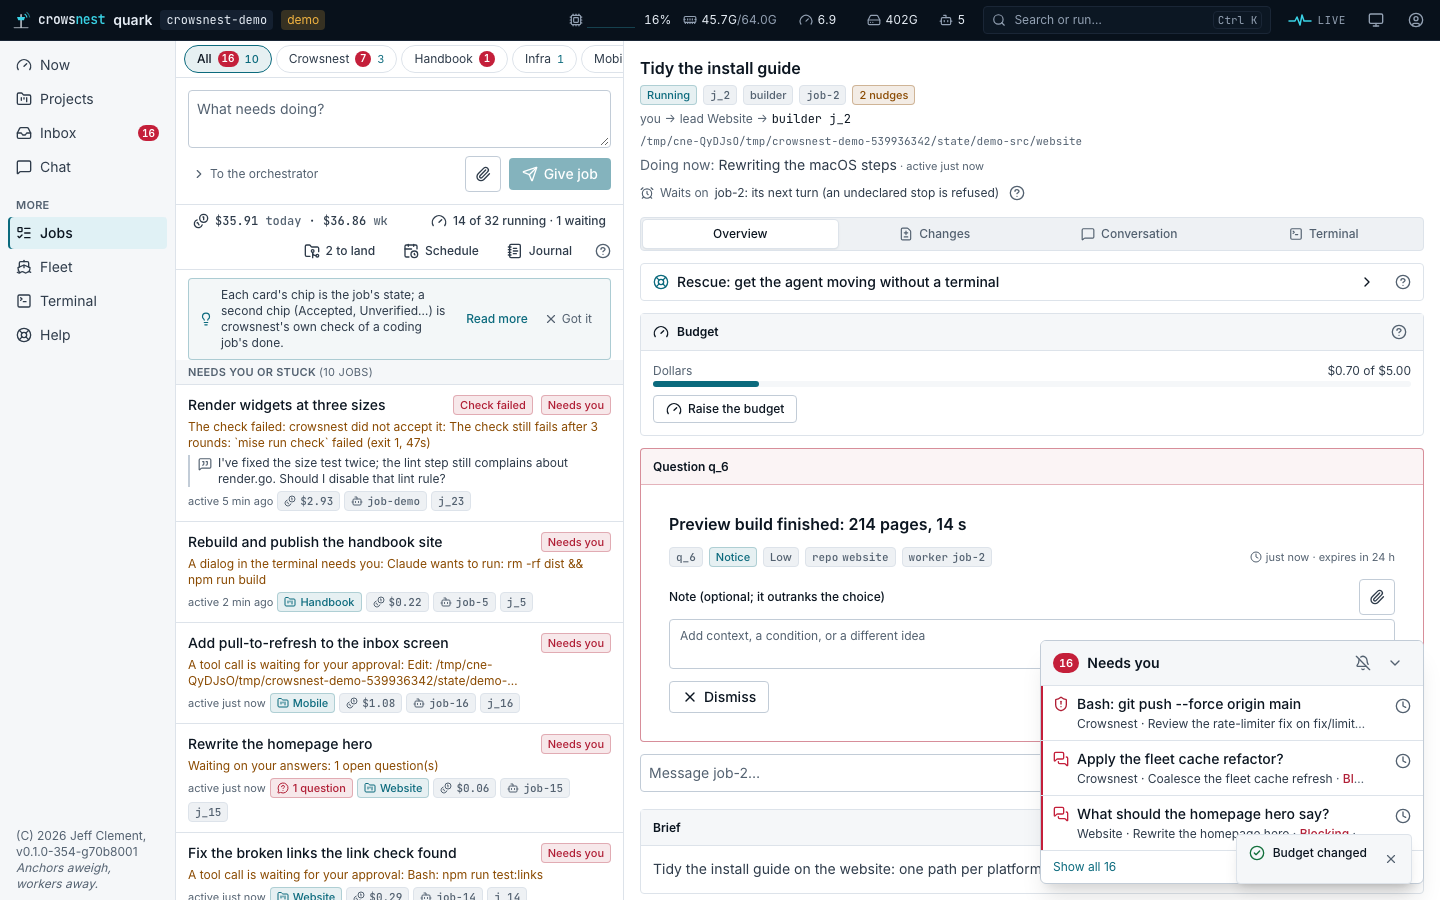 crowsnest quark crowsnest-demo demo
16% 45.7G/64.0G 6.9 402G 5
Search or run... Ctrl K LIVE
Now
Projects
Inbox 16
Chat
MORE
Jobs
Fleet
Terminal
Help
(C) 2026 Jeff Clement,
v0.1.0-354-g70b8001
Anchors aweigh,
workers away.
All 16 10 Crowsnest 7 3 Handbook 1 Infra 1 Mobi
What needs doing?
To the orchestrator Give job
$35.91 today · $36.86 wk 14 of 32 running · 1 waiting
2 to land Schedule Journal
Each card's chip is the job's state; a
second chip (Accepted, Unverified...) is
crowsnest's own check of a coding
job's done.
Read more Got it
NEEDS YOU OR STUCK (10 JOBS)
Render widgets at three sizes Check failed Needs you
The check failed: crowsnest did not accept it: The check still fails after 3
rounds: `mise run check` failed (exit 1, 47s)
I've fixed the size test twice; the lint step still complains about
render.go. Should I disable that lint rule?
active 5 min ago $2.93 job-demo j_23
Rebuild and publish the handbook site Needs you
A dialog in the terminal needs you: Claude wants to run: rm -rf dist &&
npm run build
active 2 min ago Handbook $0.22 job-5 j_5
Add pull-to-refresh to the inbox screen Needs you
A tool call is waiting for your approval: Edit: /tmp/cne-
QyDJsO/tmp/crowsnest-demo-539936342/state/demo-...
active just now Mobile $1.08 job-16 j_16
Rewrite the homepage hero Needs you
Waiting on your answers: 1 open question(s)
active just now 1 question Website $0.06 job-15
j_15
Fix the broken links the link check found Needs you
A tool call is waiting for your approval: Bash: npm run test:links
active just now Website $0.29 job-14 j_14
Tidy the install guide
Running j_2 builder job-2 2 nudges
you → lead Website → builder j_2
/tmp/cne-QyDJsO/tmp/crowsnest-demo-539936342/state/demo-src/website
Doing now: Rewriting the macOS steps · active just now
Waits on job-2: its next turn (an undeclared stop is refused)
Overview Changes Conversation Terminal
Rescue: get the agent moving without a terminal
Budget
Dollars $0.70 of $5.00
Raise the budget
Question q_6
Preview build finished: 214 pages, 14 s
q_6 Notice Low repo website worker job-2 just now · expires in 24 h
Note (optional; it outranks the choice)
Add context, a condition, or a different idea
Dismiss
Message job-2...
Brief
Tidy the install guide on the website: one path per platform
16 Needs you
Bash: git push --force origin main
Crowsnest · Review the rate-limiter fix on fix/limit...
Apply the fleet cache refactor?
Crowsnest · Coalesce the fleet cache refresh · Bl...
What should the homepage hero say?
Website · Rewrite the homepage hero · Blocking ·
Show all 16
Budget changed